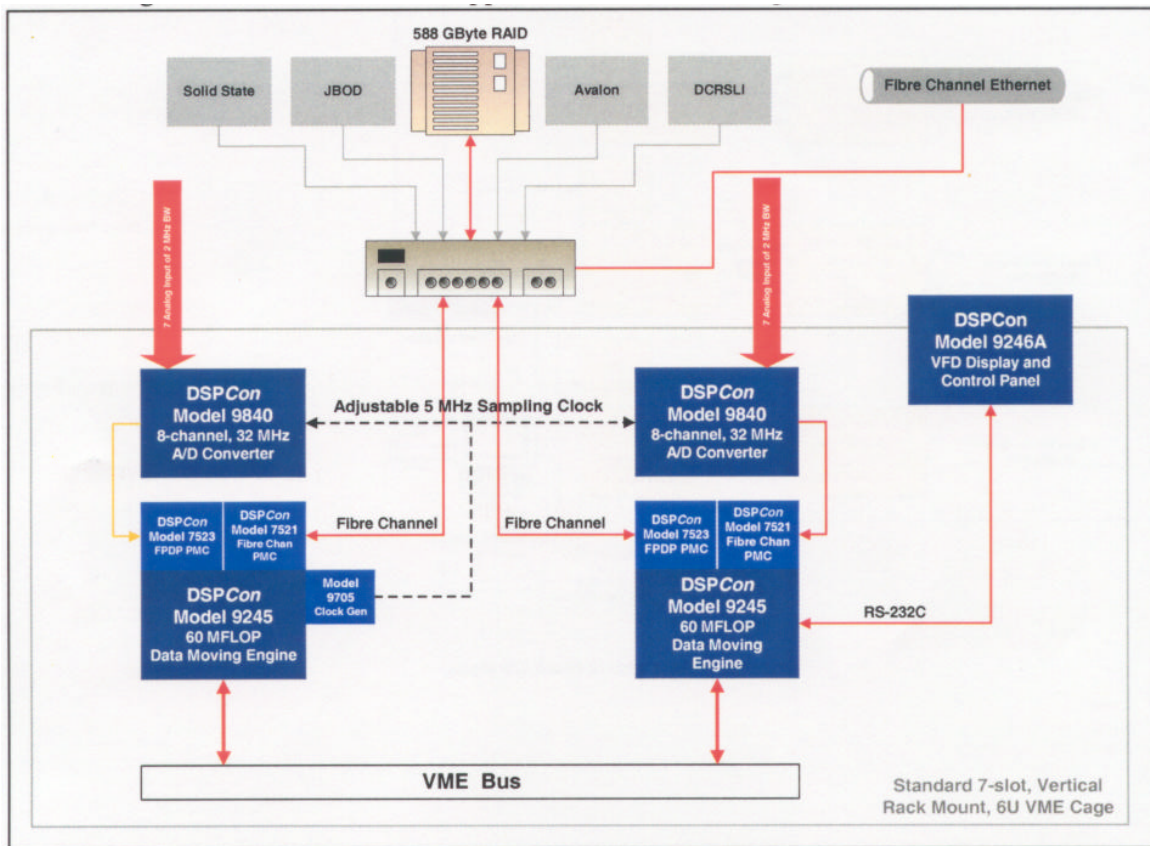 588 GByte RAID
Solid State
JBOD
Avalon
DCRSLI
Fibre Channel Ethernet
7 Analog Input of 2 MHz BW
7 Analog Input of 2 MHz BW
DSPCon
Model 9246A
VFD Display and
Control Panel
DSPCon
Model 9840
8-channel, 32 MHz
A/D Converter
Adjustable 5 MHz Sampling Clock
DSPCon
Model 9840
8-channel, 32 MHz
A/D Converter
DSPCon
Model 7523
FPDP PMC
DSPCon
Model 7521
Fibre Chan
PMC
Fibre Channel
Fibre Channel
DSPCon
Model 7523
FPDP PMC
DSPCon
Model 7521
Fibre Chan
PMC
DSPCon
Model 9245
60 MFLOP
Data Moving Engine
Model
9705
Clock Gen
DSPCon
Model 9245
60 MFLOP
Data Moving
Engine
RS-232C
VME Bus
Standard 7-slot, Vertical
Rack Mount, 6U VME Cage